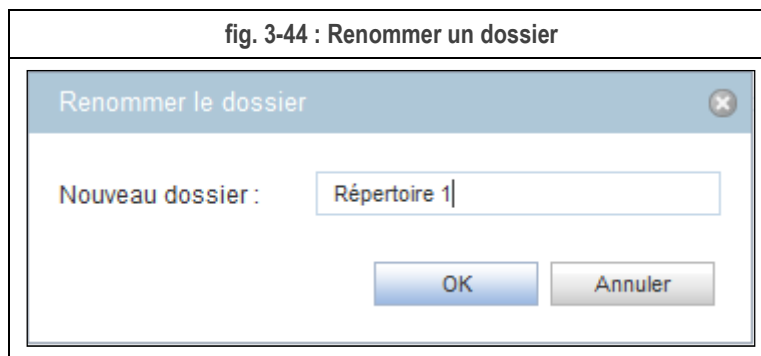 fig. 3-44 : Renommer un dossier
Renommer le dossier
Nouveau dossier : Répertoire 1
OK Annuler